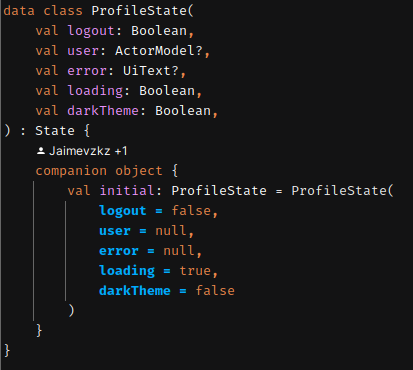 data class ProfileState(
    val logout: Boolean,
    val user: ActorModel?,
    val error: UiText?,
    val loading: Boolean,
    val darkTheme: Boolean,
) : State {
    Jaimevzkz +1
    companion object {
        val initial: ProfileState = ProfileState(
            logout = false,
            user = null,
            error = null,
            loading = true,
            darkTheme = false
        )
    }
}